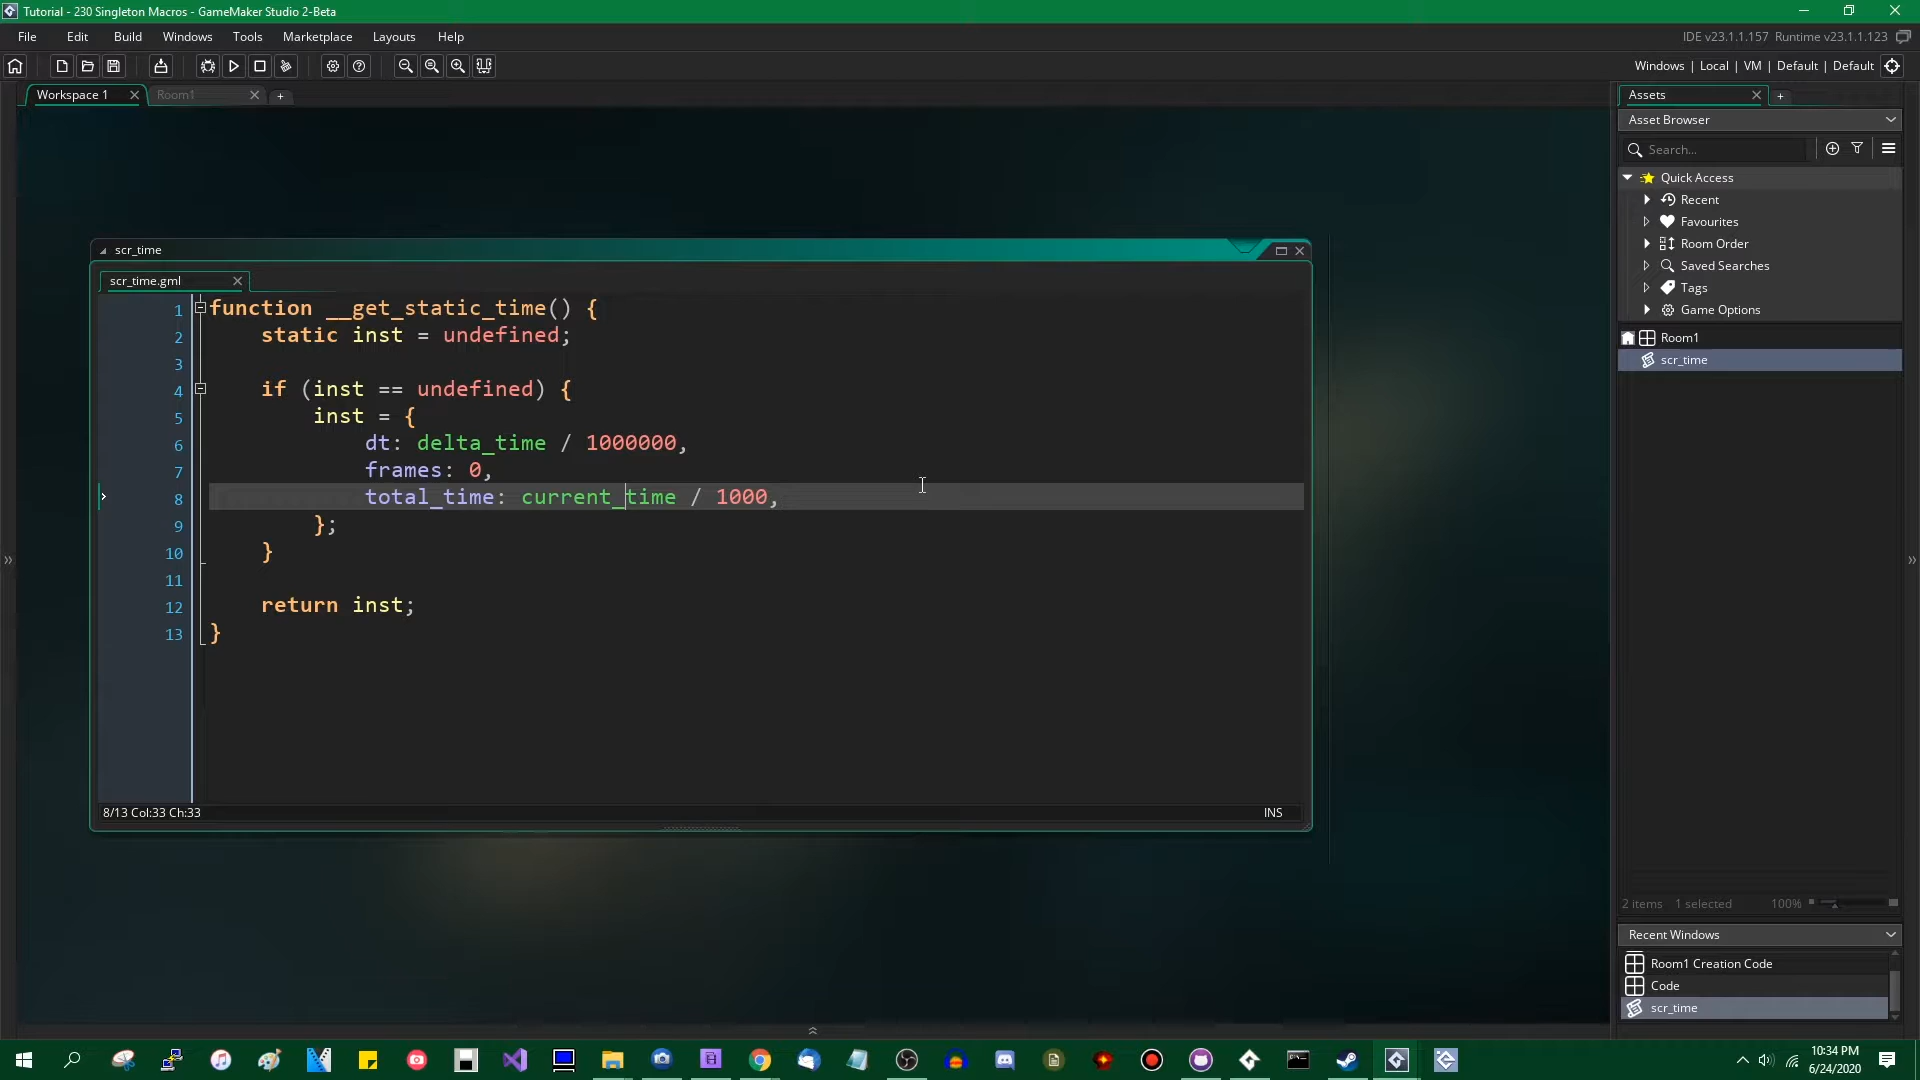 Tutorial - 230 Singleton Macros - GameMaker Studio 2-Beta
File Edit Build Windows Tools Marketplace Layouts Help
IDE v23.1.1.157 Runtime v23.1.1.123
Windows | Local | VM | Default | Default
Workspace 1
Room1
Assets
Asset Browser
Search...
Quick Access
Recent
Favourites
Room Order
Saved Searches
Tags
Game Options
Room1
scr_time
scr_time
scr_time.gml
1 function __get_static_time() {
2 static inst = undefined;
3
4 if (inst == undefined) {
5 inst = {
6 dt: delta_time / 1000000,
7 frames: 0,
8 total_time: current_time / 1000,
9 };
10 }
11
12 return inst;
13 }
8/13 Col:33 Ch:33
INS
2 items 1 selected 100%
Recent Windows
Room1 Creation Code
Code
scr_time
10:34 PM
6/24/2020